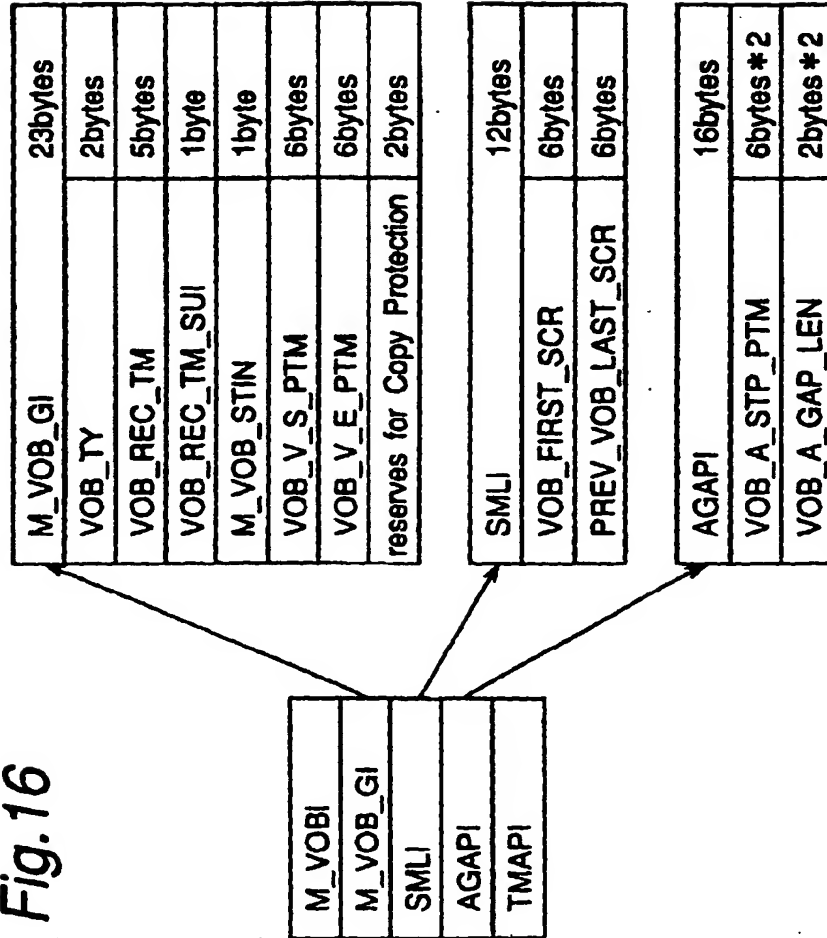 Fig.16
M_VOBI
M_VOB_GI
SMLI
AGAPI
TMAPI
M_VOB_GI 23bytes
VOB_TY 2bytes
VOB_REC_TM 5bytes
VOB_REC_TM_SUI 1byte
M_VOB_STIN 1byte
VOB_V_S_PTM 6bytes
VOB_V_E_PTM 6bytes
reserves for Copy Protection 2bytes
SMLI 12bytes
VOB_FIRST_SCR 6bytes
PREV_VOB_LAST_SCR 6bytes
AGAPI 16bytes
VOB_A_STP_PTM 6bytes*2
VOB_A_GAP_LEN 2bytes*2